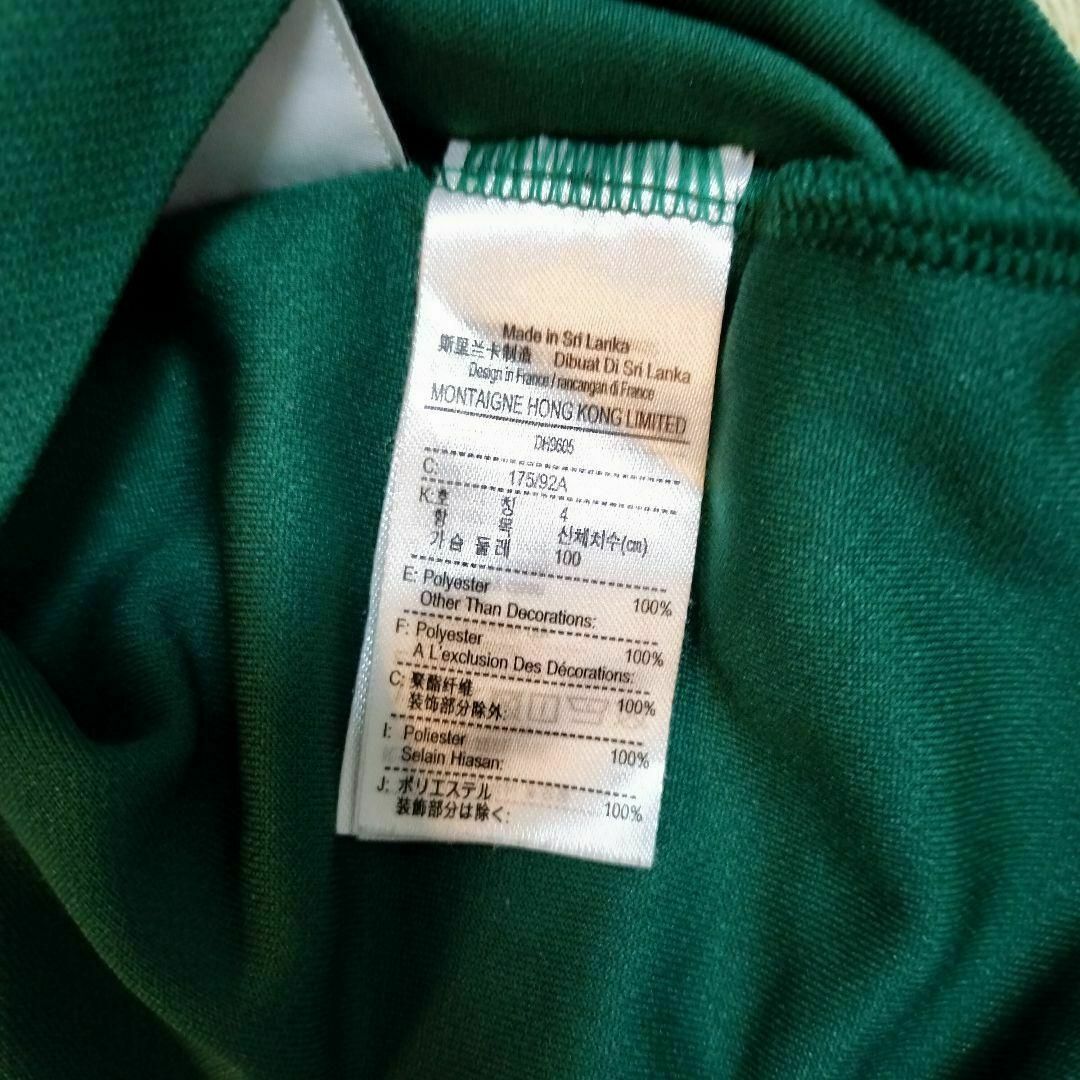 Made in Sri Lanka
斯里兰卡制造 Dibuat Di Sri Lanka
Design in France / rancangan di France
MONTAIGNE HONG KONG LIMITED
DH9605
C: 175/92A
K:호 칭 4
항 목 신체치수(㎝)
가슴 둘레 100
E: Polyester 100%
Other Than Decorations:
F: Polyester 100%
A L'exclusion Des Décorations:
C: 聚酯纤维 100%
装饰部分除外:
I: Poliester 100%
Selain Hiasan:
J: ポリエステル 100%
装飾部分は除く: